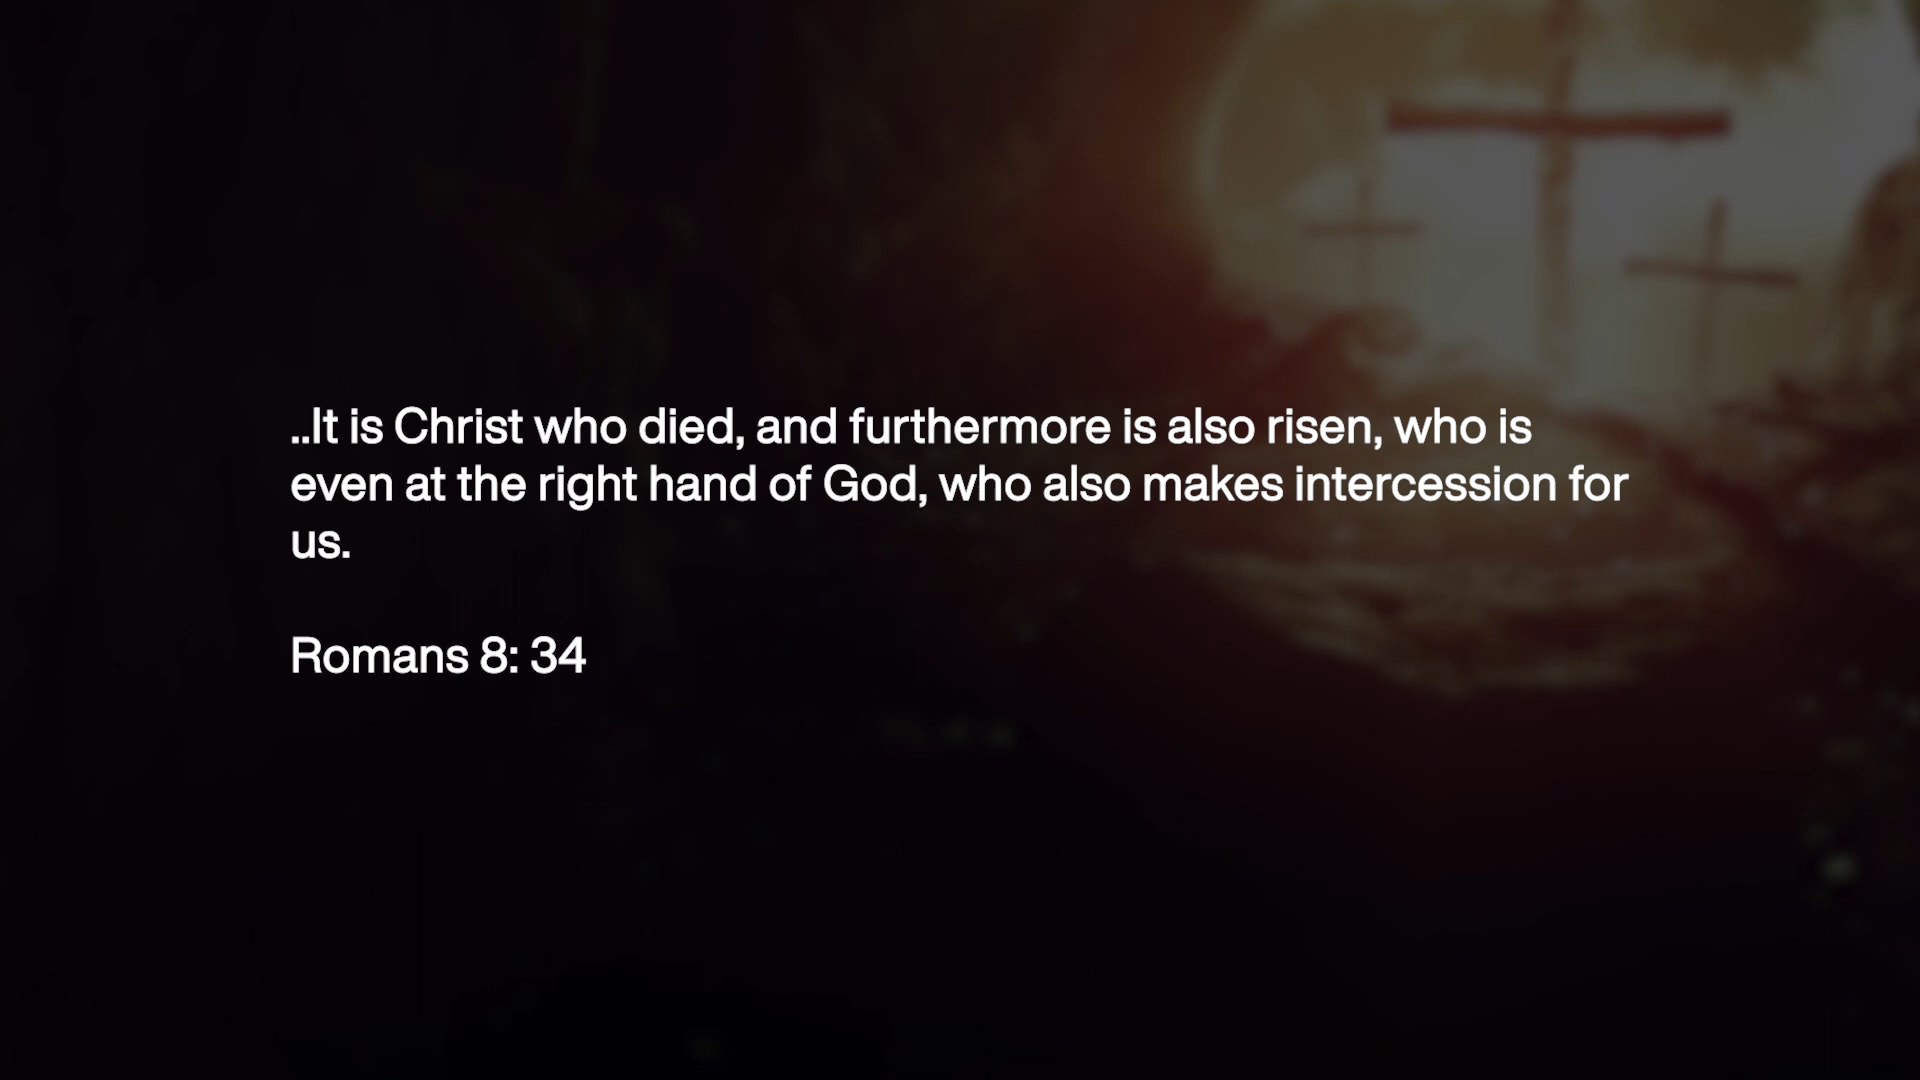 ..It is Christ who died, and furthermore is also risen, who is
even at the right hand of God, who also makes intercession for
us.
Romans 8: 34